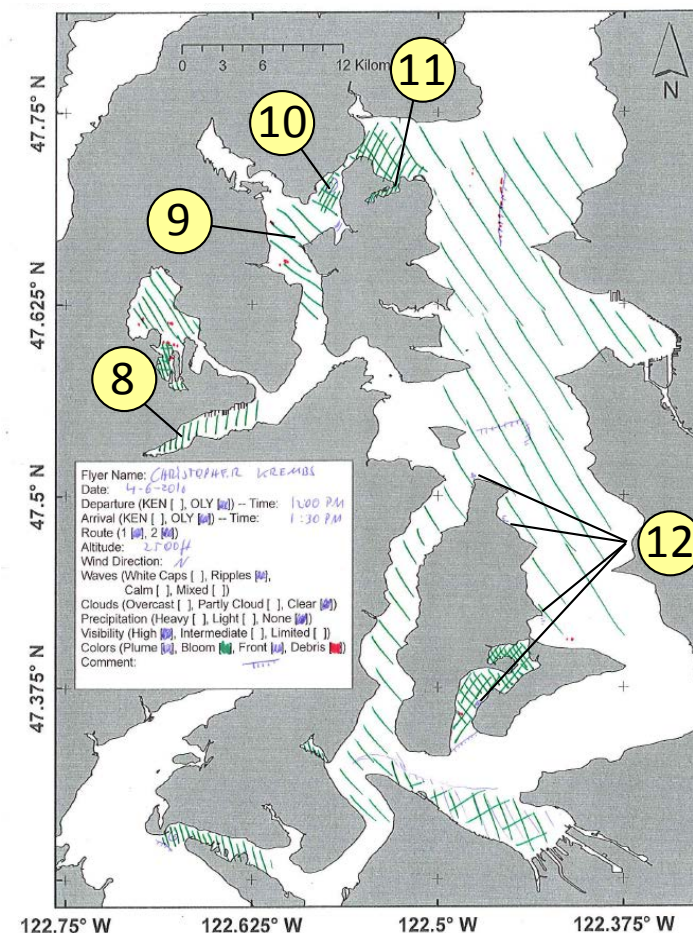 0 3 6 12 Kilom
N
10
11
9
8
12
47.75° N
47.625° N
47.5° N
47.375° N
Flyer Name: CHRISTOPHER KREMBS
Date: 4-6-2016
Departure (KEN [ ], OLY [ ]) -- Time: 1:00 PM
Arrival (KEN [ ], OLY [ ]) -- Time: 1:30 PM
Route (1 [ ], 2 [ ])
Altitude: 2500ft
Wind Direction: N
Waves (White Caps [ ], Ripples [ ],
Calm [ ], Mixed [ ])
Clouds (Overcast [ ], Partly Cloud [ ], Clear [ ])
Precipitation (Heavy [ ], Light [ ], None [ ])
Visibility (High [ ], Intermediate [ ], Limited [ ])
Colors (Plume [ ], Bloom [ ], Front [ ], Debris [ ])
Comment:
122.75° W 122.625° W 122.5° W 122.375° W